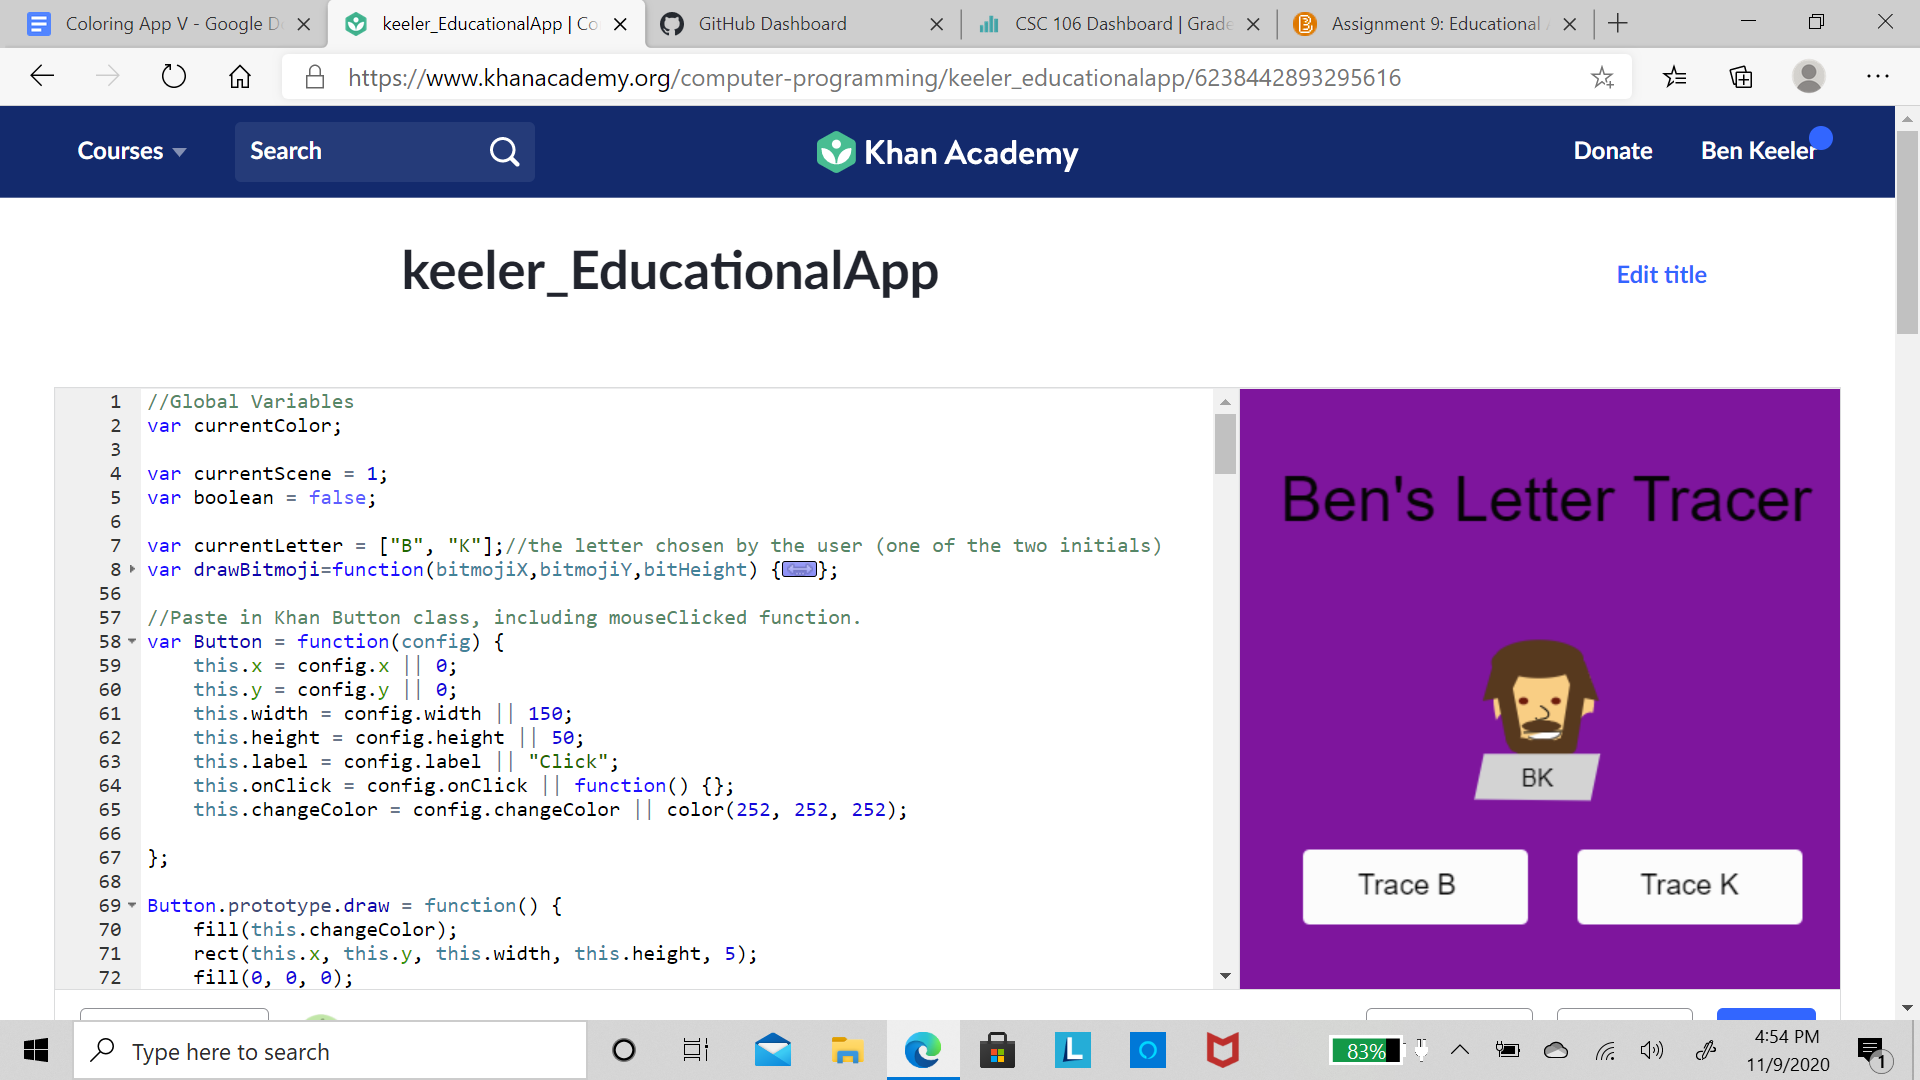 Coloring App V - Google D
keeler_EducationalApp | Co
GitHub Dashboard
CSC 106 Dashboard | Grade
Assignment 9: Educational A
https://www.khanacademy.org/computer-programming/keeler_educationalapp/6238442893295616
Courses
Search
Khan Academy
Donate
Ben Keeler
keeler_EducationalApp
Edit title
1 //Global Variables
2 var currentColor;
3
4 var currentScene = 1;
5 var boolean = false;
6
7 var currentLetter = ["B", "K"];//the letter chosen by the user (one of the two initials)
8 var drawBitmoji=function(bitmojiX,bitmojiY,bitHeight) {};
56
57 //Paste in Khan Button class, including mouseClicked function.
58 var Button = function(config) {
59 this.x = config.x || 0;
60 this.y = config.y || 0;
61 this.width = config.width || 150;
62 this.height = config.height || 50;
63 this.label = config.label || "Click";
64 this.onClick = config.onClick || function() {};
65 this.changeColor = config.changeColor || color(252, 252, 252);
66
67 };
68
69 Button.prototype.draw = function() {
70 fill(this.changeColor);
71 rect(this.x, this.y, this.width, this.height, 5);
72 fill(0, 0, 0);
Ben's Letter Tracer
BK
Trace B
Trace K
Type here to search
L
83%
4:54 PM
11/9/2020
1